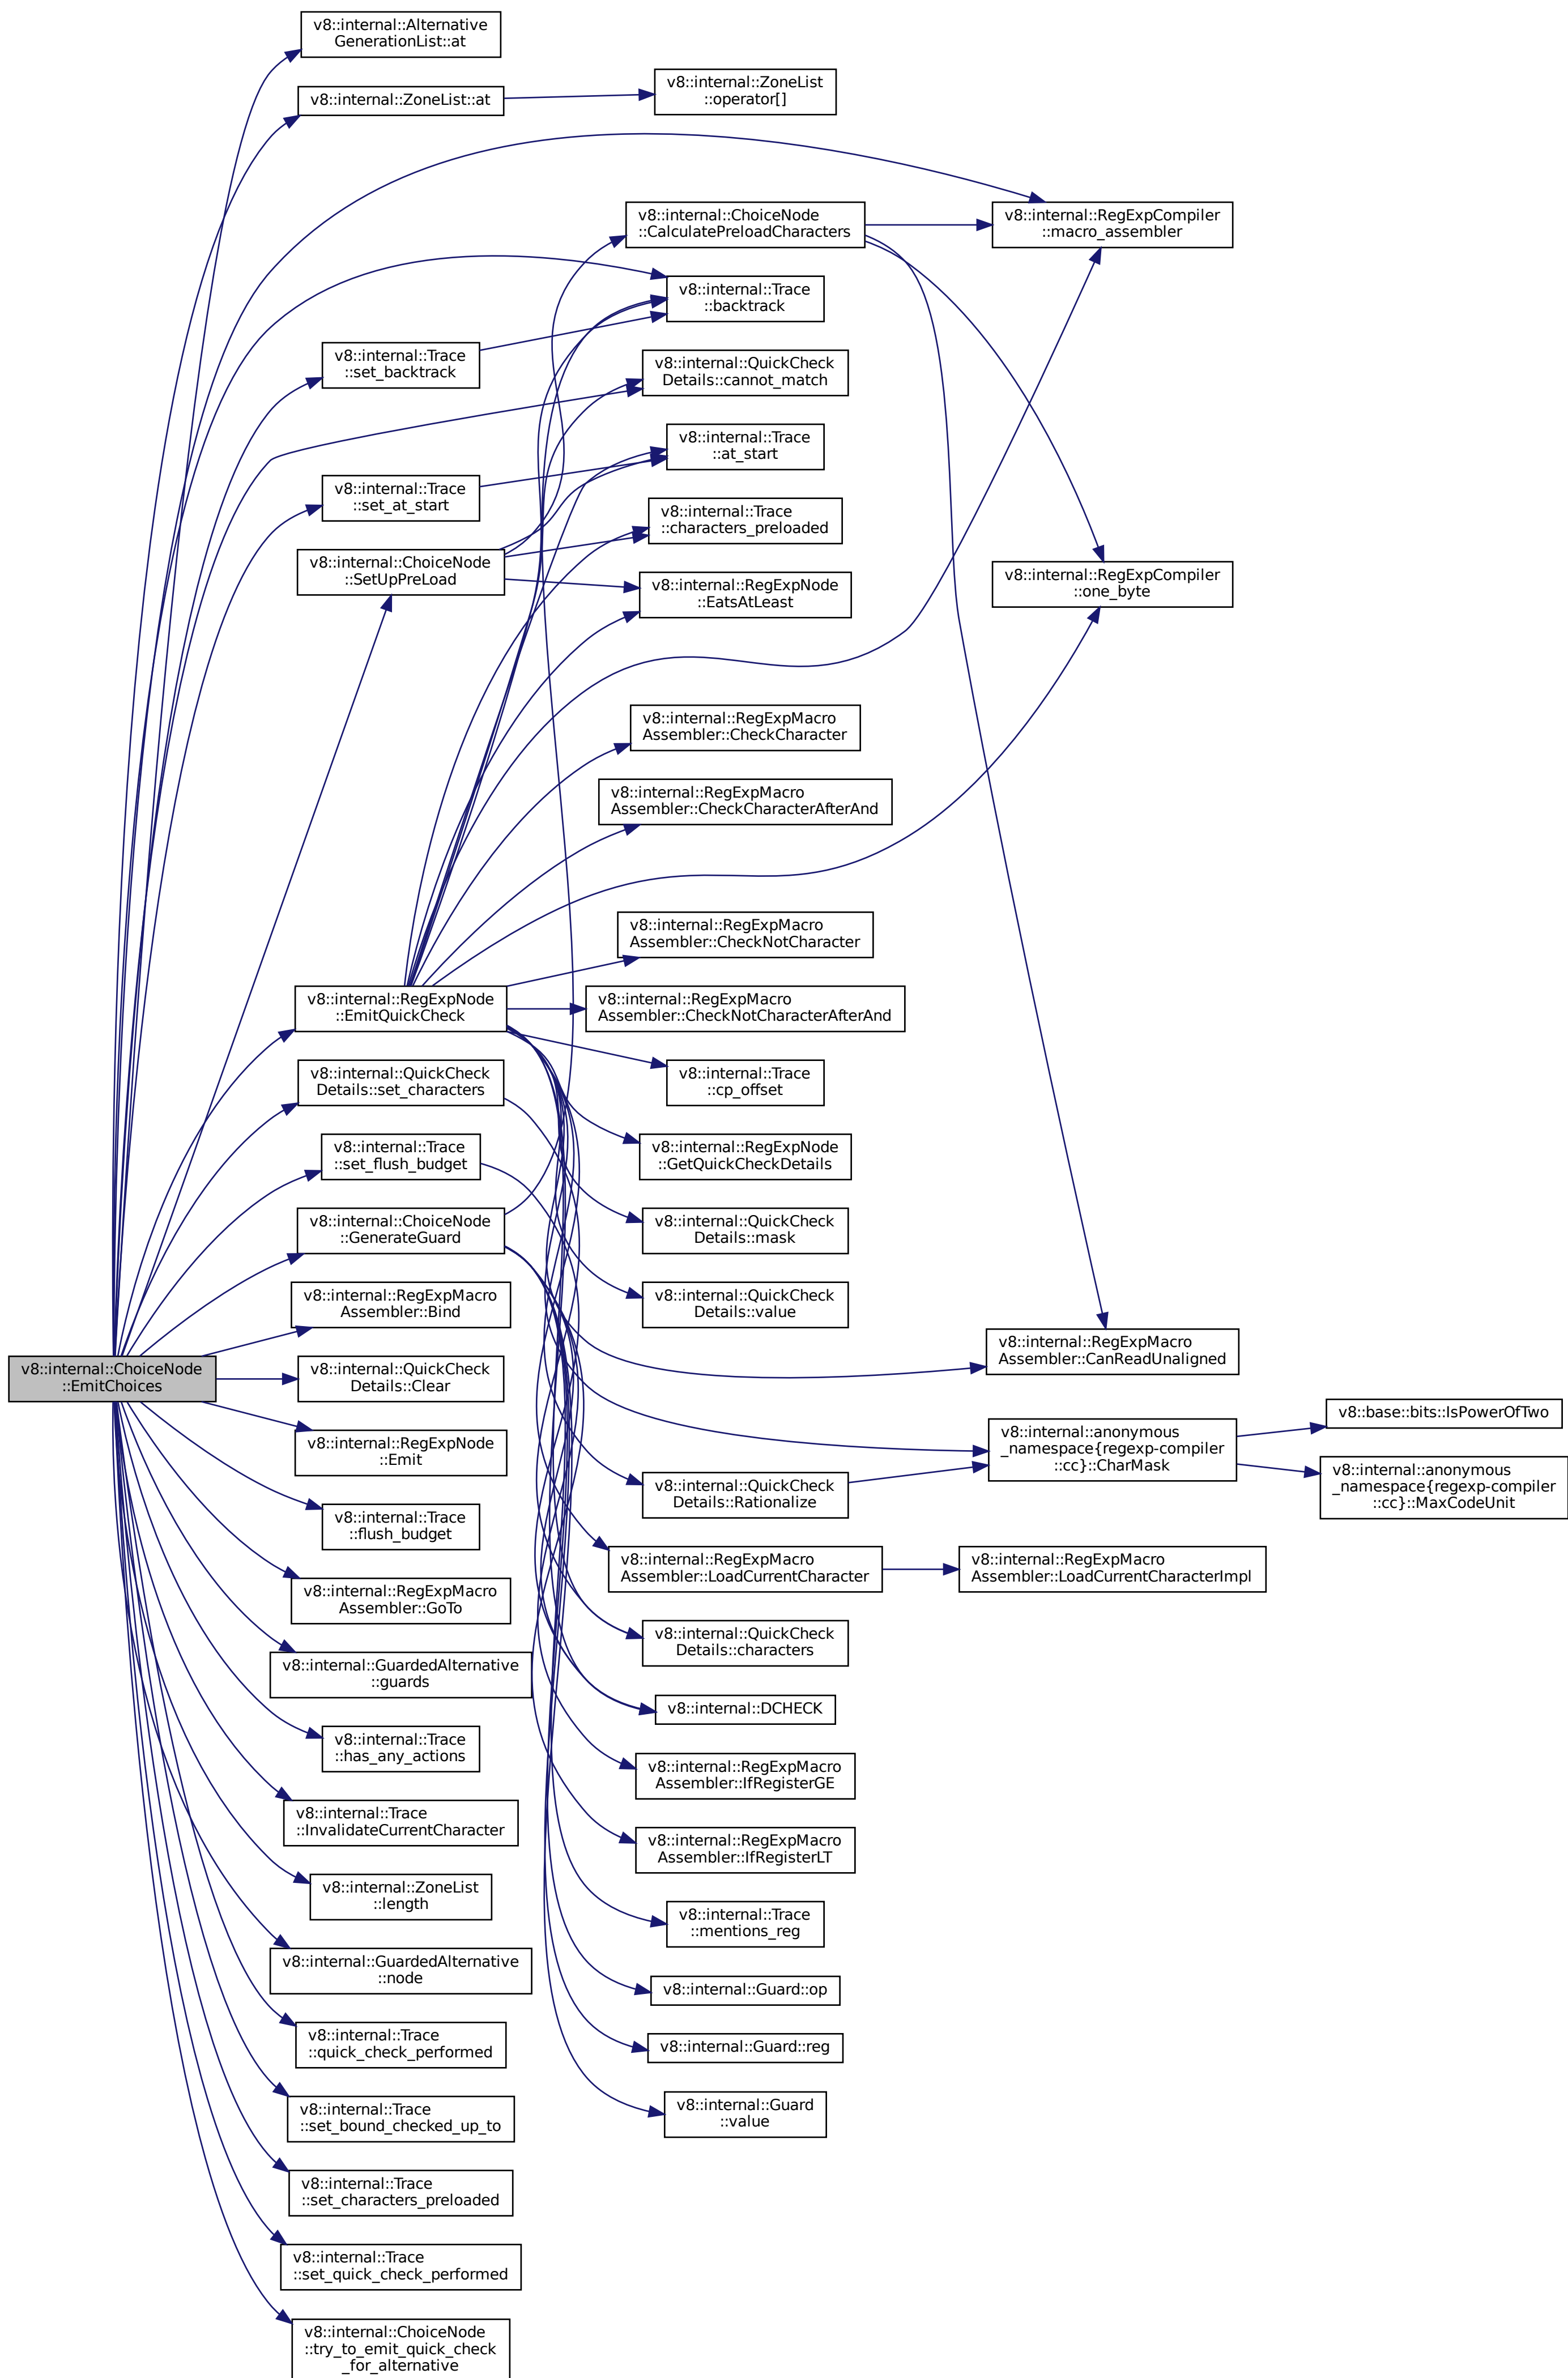 v8::internal::Alternative
GenerationList::at
v8::internal::ZoneList::at
v8::internal::ZoneList
::operator[]
v8::internal::ChoiceNode
::CalculatePreloadCharacters
v8::internal::RegExpCompiler
::macro_assembler
v8::internal::Trace
::backtrack
v8::internal::Trace
::set_backtrack
v8::internal::QuickCheck
Details::cannot_match
v8::internal::Trace
::at_start
v8::internal::Trace
::set_at_start
v8::internal::Trace
::characters_preloaded
v8::internal::ChoiceNode
::SetUpPreLoad
v8::internal::RegExpNode
::EatsAtLeast
v8::internal::RegExpCompiler
::one_byte
v8::internal::RegExpMacro
Assembler::CheckCharacter
v8::internal::RegExpMacro
Assembler::CheckCharacterAfterAnd
v8::internal::RegExpMacro
Assembler::CheckNotCharacter
v8::internal::RegExpNode
::EmitQuickCheck
v8::internal::RegExpMacro
Assembler::CheckNotCharacterAfterAnd
v8::internal::QuickCheck
Details::set_characters
v8::internal::Trace
::cp_offset
v8::internal::Trace
::set_flush_budget
v8::internal::RegExpNode
::GetQuickCheckDetails
v8::internal::ChoiceNode
::GenerateGuard
v8::internal::QuickCheck
Details::mask
v8::internal::RegExpMacro
Assembler::Bind
v8::internal::QuickCheck
Details::value
v8::internal::RegExpMacro
Assembler::CanReadUnaligned
v8::internal::ChoiceNode
::EmitChoices
v8::internal::QuickCheck
Details::Clear
v8::base::bits::IsPowerOfTwo
v8::internal::anonymous
_namespace{regexp-compiler
::cc}::CharMask
v8::internal::RegExpNode
::Emit
v8::internal::anonymous
_namespace{regexp-compiler
::cc}::MaxCodeUnit
v8::internal::QuickCheck
Details::Rationalize
v8::internal::Trace
::flush_budget
v8::internal::RegExpMacro
Assembler::LoadCurrentCharacter
v8::internal::RegExpMacro
Assembler::LoadCurrentCharacterImpl
v8::internal::RegExpMacro
Assembler::GoTo
v8::internal::QuickCheck
Details::characters
v8::internal::GuardedAlternative
::guards
v8::internal::DCHECK
v8::internal::Trace
::has_any_actions
v8::internal::RegExpMacro
Assembler::IfRegisterGE
v8::internal::Trace
::InvalidateCurrentCharacter
v8::internal::RegExpMacro
Assembler::IfRegisterLT
v8::internal::ZoneList
::length
v8::internal::Trace
::mentions_reg
v8::internal::GuardedAlternative
::node
v8::internal::Guard::op
v8::internal::Trace
::quick_check_performed
v8::internal::Guard::reg
v8::internal::Trace
::set_bound_checked_up_to
v8::internal::Guard
::value
v8::internal::Trace
::set_characters_preloaded
v8::internal::Trace
::set_quick_check_performed
v8::internal::ChoiceNode
::try_to_emit_quick_check
_for_alternative